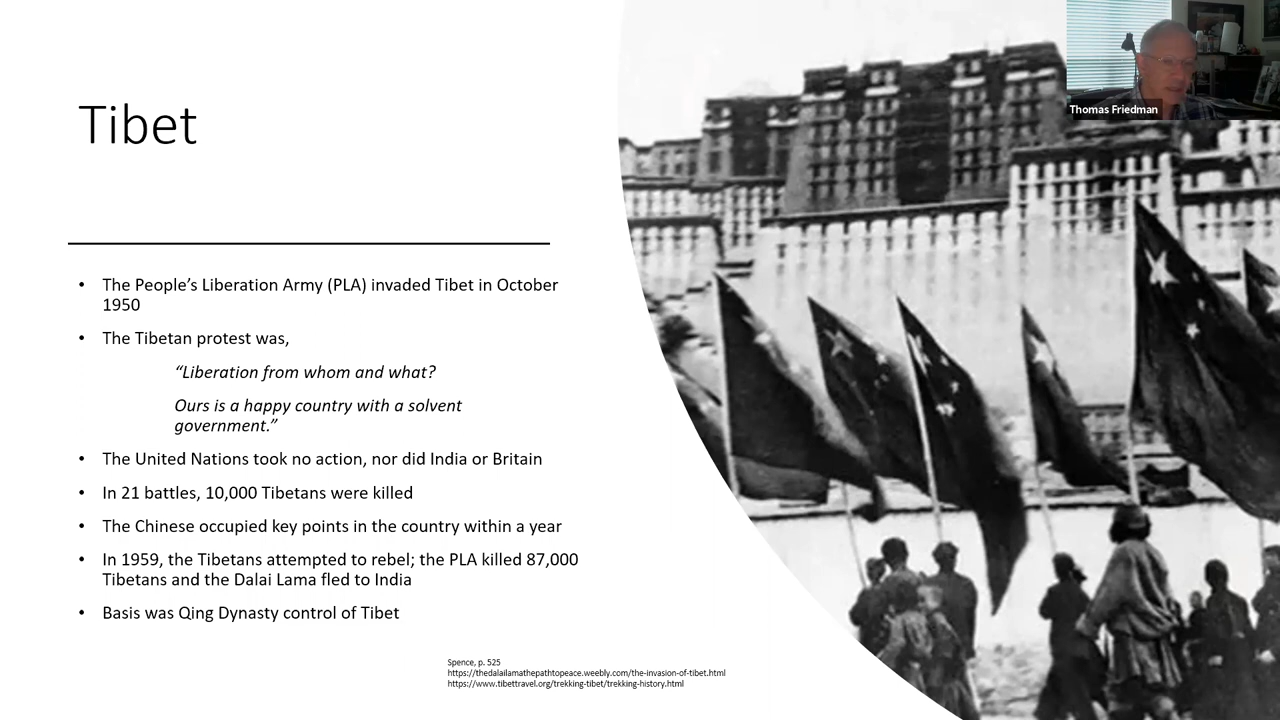 Thomas Friedman
Tibet
• The People’s Liberation Army (PLA) invaded Tibet in October
1950
• The Tibetan protest was,
“Liberation from whom and what?
Ours is a happy country with a solvent
government.”
• The United Nations took no action, nor did India or Britain
• In 21 battles, 10,000 Tibetans were killed
• The Chinese occupied key points in the country within a year
• In 1959, the Tibetans attempted to rebel; the PLA killed 87,000
Tibetans and the Dalai Lama fled to India
• Basis was Qing Dynasty control of Tibet
Spence, p. 525
https://thedalailamathepathtopeace.weebly.com/the-invasion-of-tibet.html
https://www.tibettravel.org/trekking-tibet/trekking-history.html